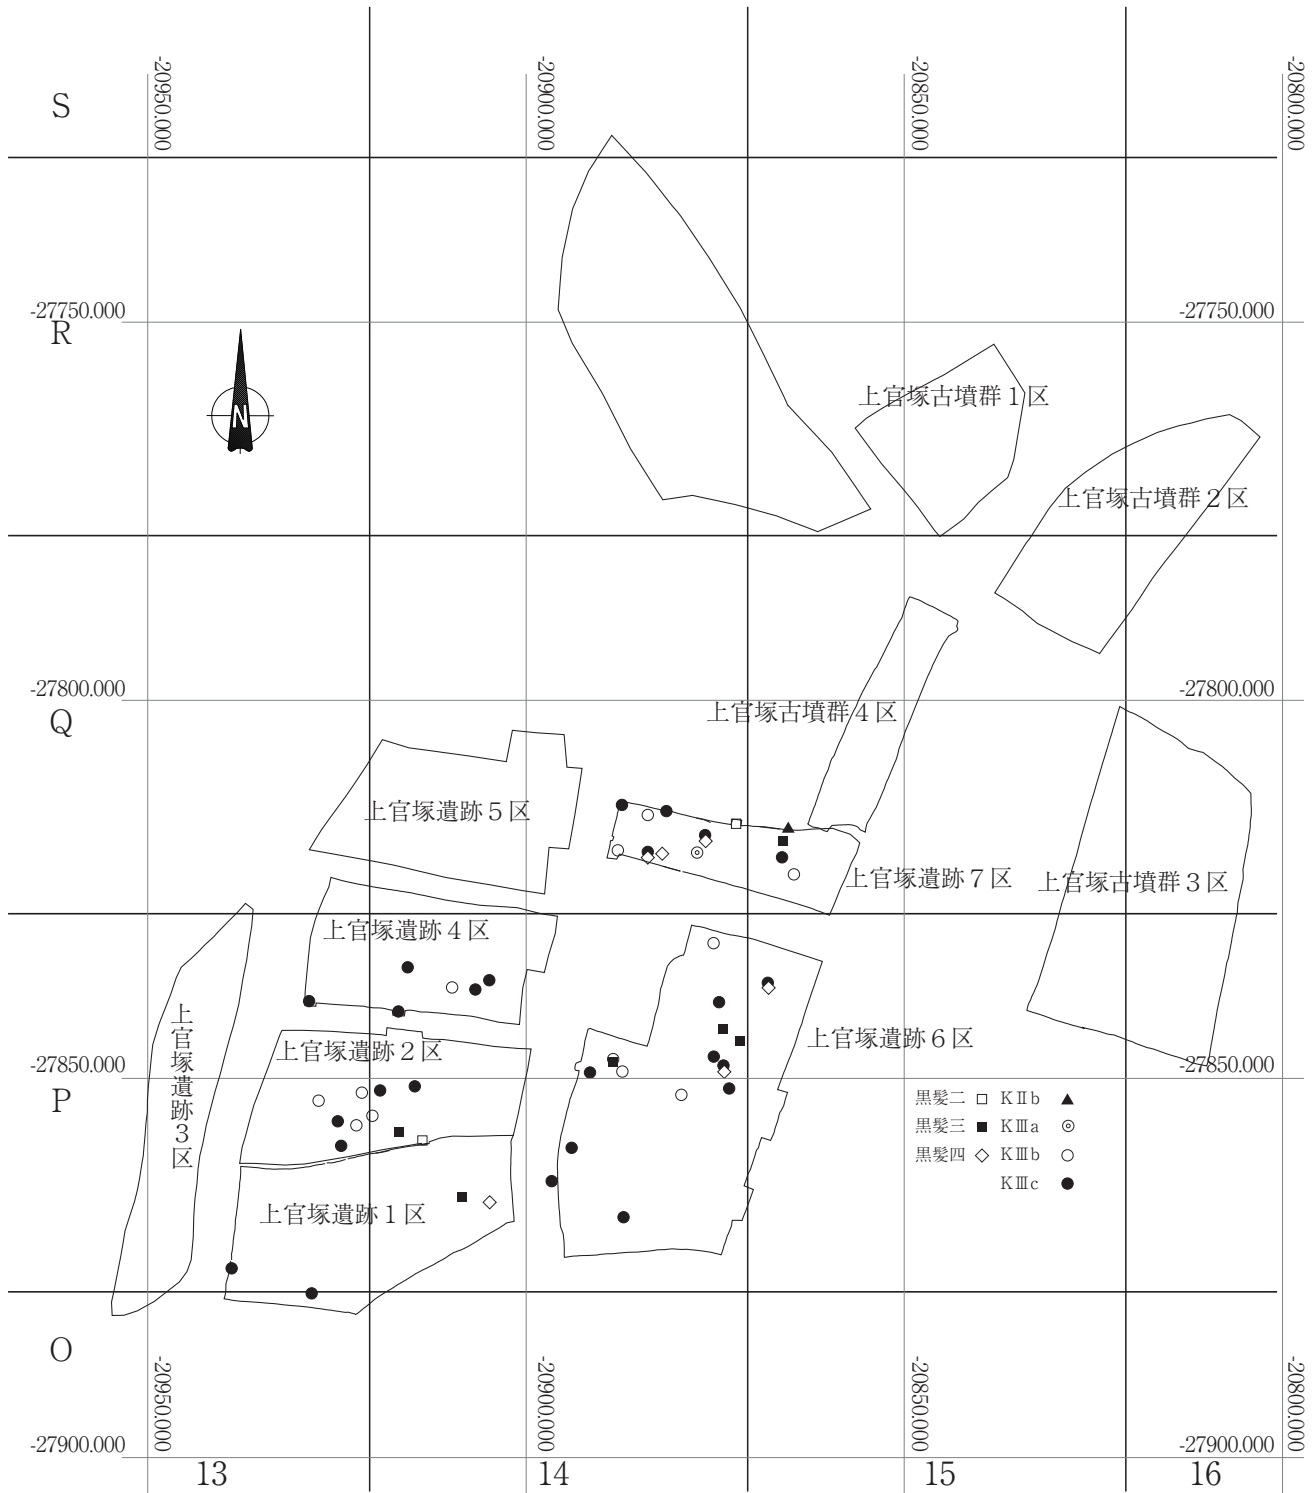 -20950.000
-20900.000
-20850.000
-20800.000
S
-27750.000
-27750.000
R
N
上官塚古墳群１区
上官塚古墳群２区
-27800.000
-27800.000
Q
上官塚古墳群４区
上官塚遺跡５区
上官塚遺跡７区
上官塚古墳群３区
上官塚遺跡４区
上官塚遺跡３区
上官塚遺跡６区
上官塚遺跡２区
-27850.000
-27850.000
P
黒髪二 □ KⅡb ▲
黒髪三 ■ KⅢa ◎
黒髪四 ◇ KⅢb ○
KⅢc ●
上官塚遺跡１区
O
-20950.000
-20900.000
-20850.000
-20800.000
-27900.000
-27900.000
13
14
15
16